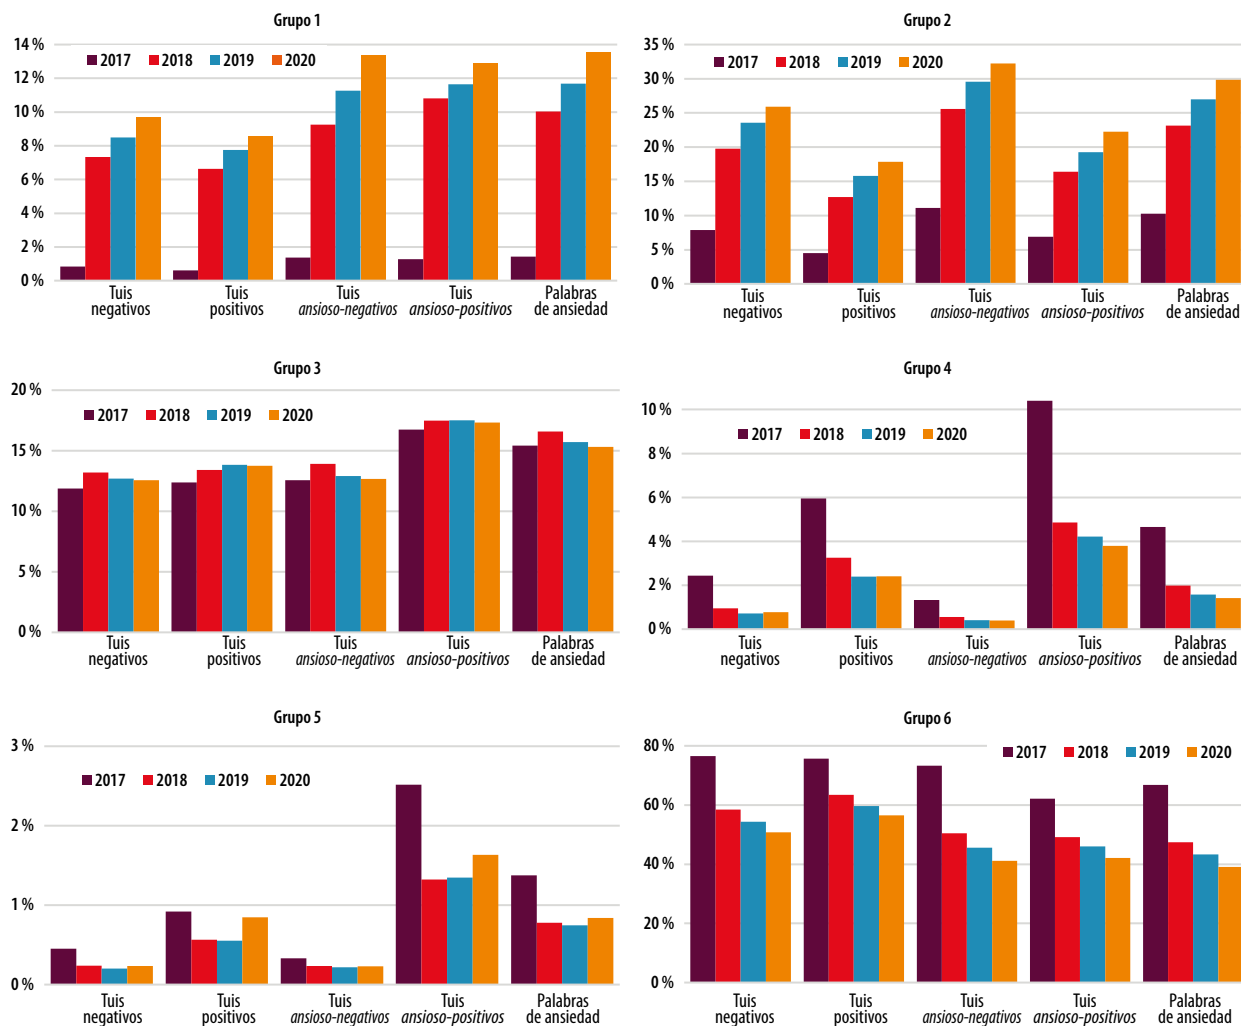 Grupo 1
14 %
12 %
10 %
8 %
6 %
4 %
2 %
0 %
2017 2018 2019 2020
Tuis negativos
Tuis positivos
Tuis ansioso-negativos
Tuis ansioso-positivos
Palabras de ansiedad
Grupo 2
35 %
30 %
25 %
20 %
15 %
10 %
5 %
0 %
2017 2018 2019 2020
Tuis negativos
Tuis positivos
Tuis ansioso-negativos
Tuis ansioso-positivos
Palabras de ansiedad
Grupo 3
20 %
15 %
10 %
5 %
0 %
2017 2018 2019 2020
Tuis negativos
Tuis positivos
Tuis ansioso-negativos
Tuis ansioso-positivos
Palabras de ansiedad
Grupo 4
10 %
8 %
6 %
4 %
2 %
0 %
2017 2018 2019 2020
Tuis negativos
Tuis positivos
Tuis ansioso-negativos
Tuis ansioso-positivos
Palabras de ansiedad
Grupo 5
3 %
2 %
1 %
0 %
2017 2018 2019 2020
Tuis negativos
Tuis positivos
Tuis ansioso-negativos
Tuis ansioso-positivos
Palabras de ansiedad
Grupo 6
80 %
60 %
40 %
20 %
0 %
2017 2018 2019 2020
Tuis negativos
Tuis positivos
Tuis ansioso-negativos
Tuis ansioso-positivos
Palabras de ansiedad